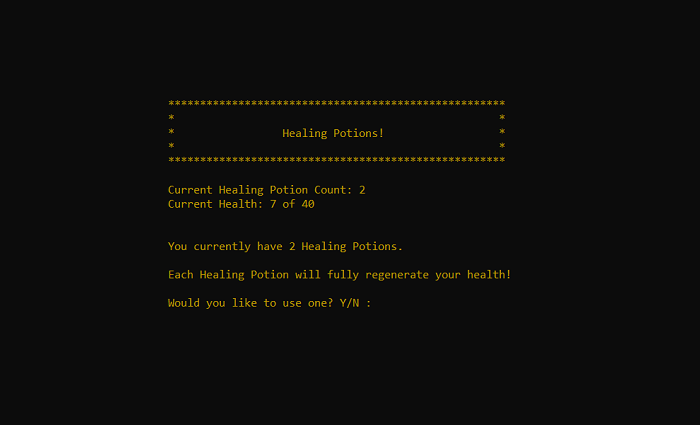 *****************************************************
*                                                   *
*                 Healing Potions!                  *
*                                                   *
*****************************************************
Current Healing Potion Count: 2
Current Health: 7 of 40
You currently have 2 Healing Potions.
Each Healing Potion will fully regenerate your health!
Would you like to use one? Y/N :